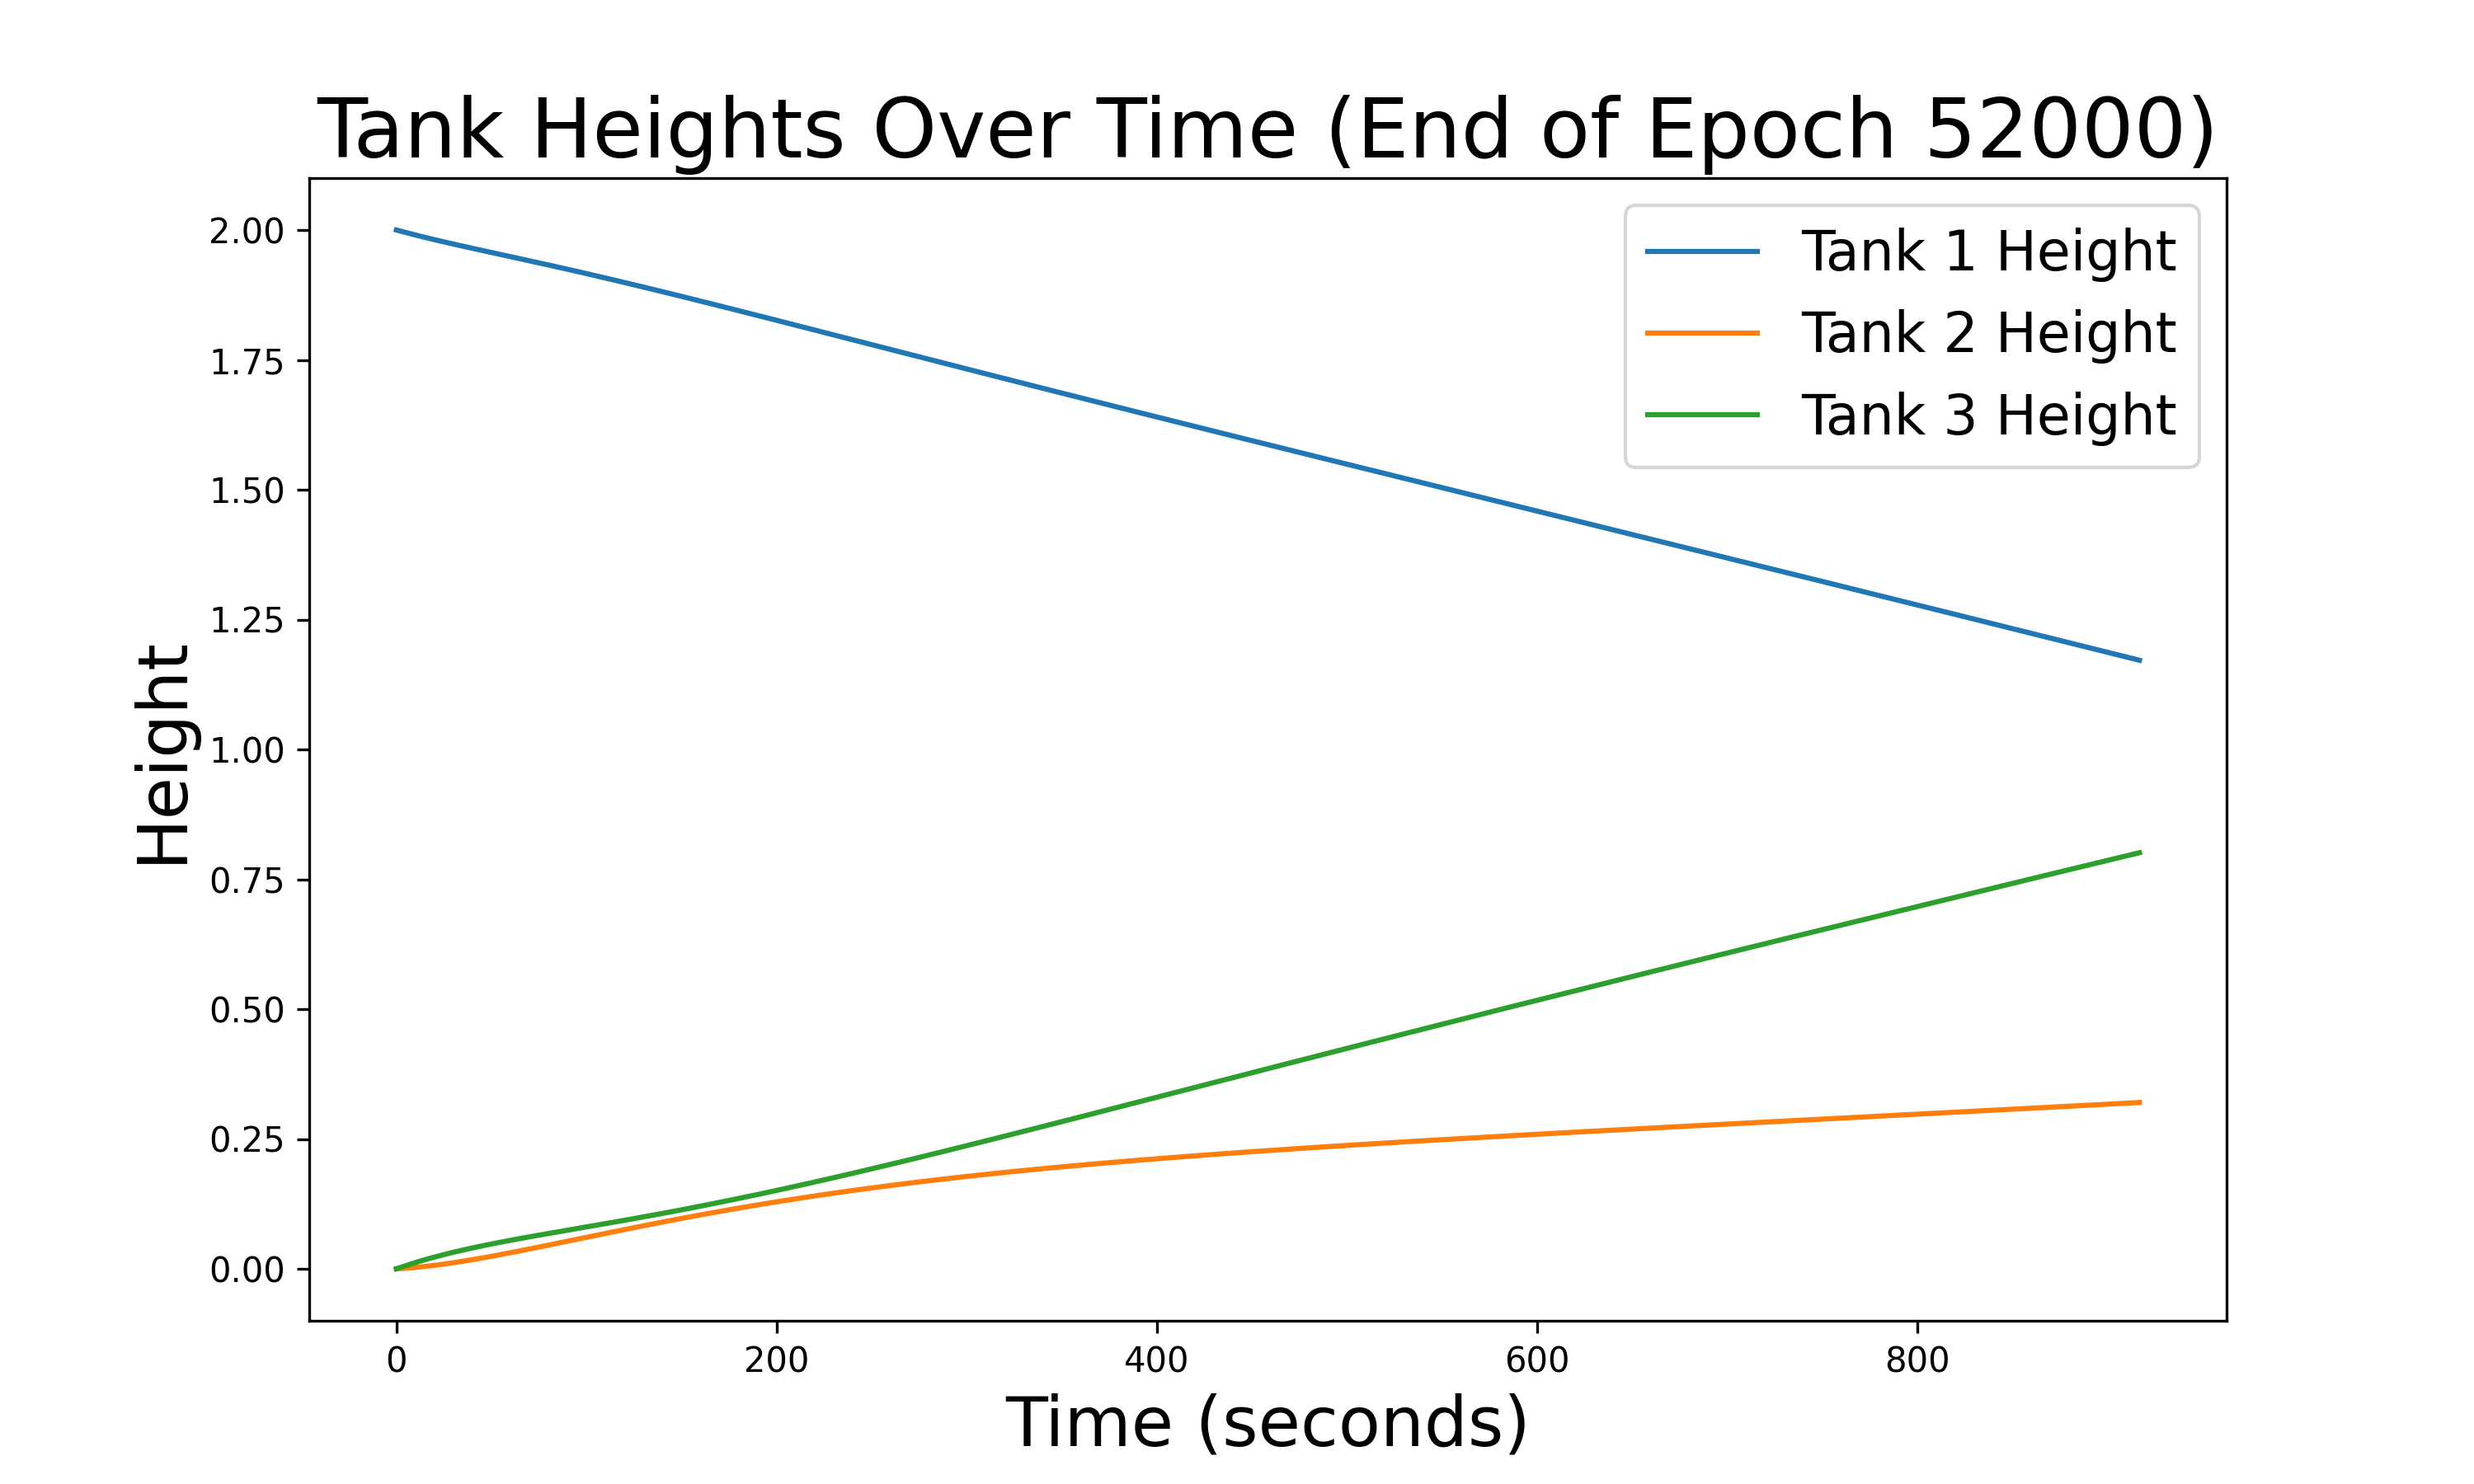 Tank Heights Over Time (End of Epoch 52000)
Tank 1 Height
Tank 2 Height
Tank 3 Height
Height
2.00
1.75
1.50
1.25
1.00
0.75
0.50
0.25
0.00
0 200 400 600 800
Time (seconds)